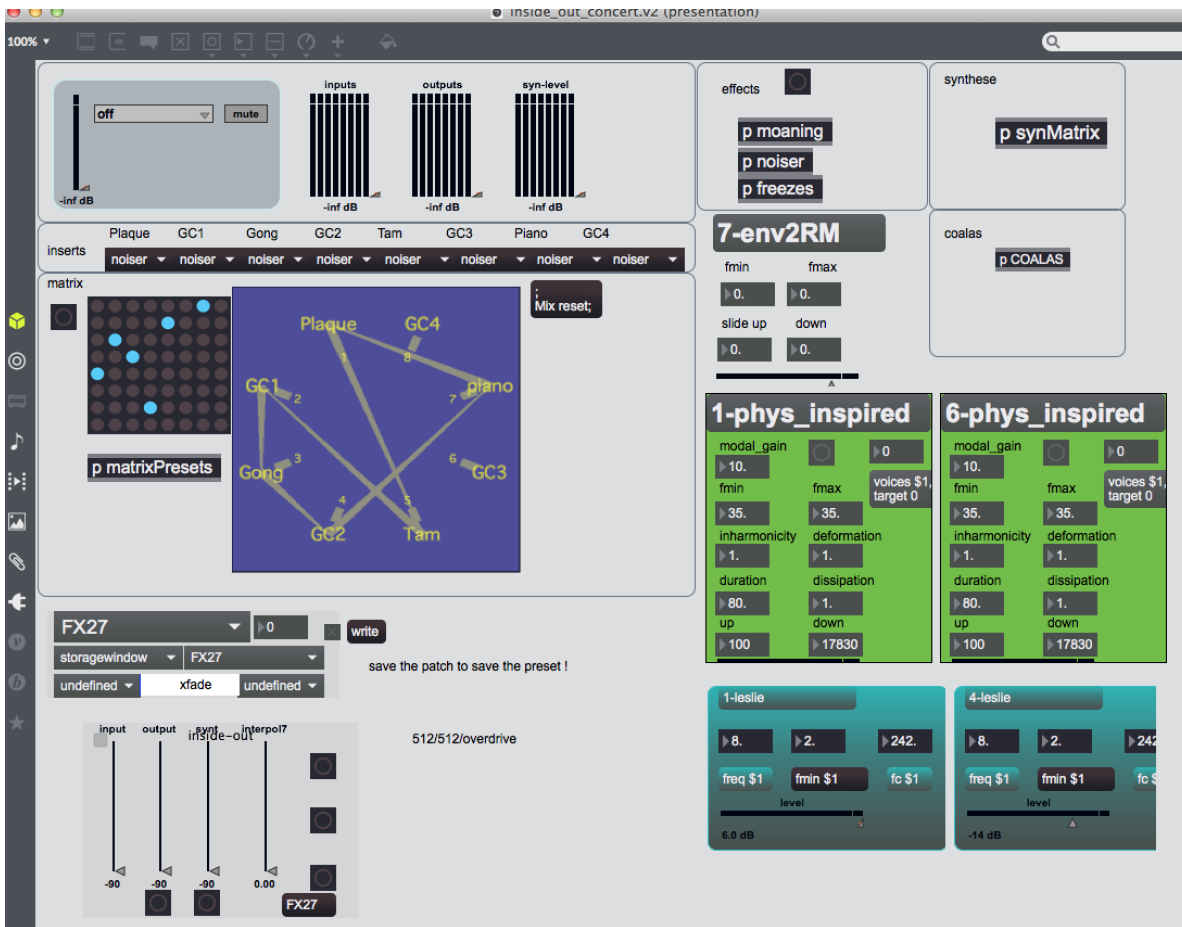 inside_out_concert.v2 (presentation)
100%
inputs outputs syn-level
off mute
-inf dB
-inf dB -inf dB -inf dB
effects
p moaning
p noiser
p freezes
synthese
p synMatrix
Plaque GC1 Gong GC2 Tam GC3 Piano GC4
inserts
noiser noiser noiser noiser noiser noiser noiser noiser
7-env2RM
fmin fmax
0. 0.
slide up down
0. 0.
coalas
p COALAS
matrix
;
Mix reset;
Plaque GC4
1 8
GC1 2 7 piano
Gong 3 6 GC3
4 5
GC2 Tam
p matrixPresets
1-phys_inspired
modal_gain
10. 0
fmin fmax voices $1,
target 0
35. 35.
inharmonicity deformation
1. 1.
duration dissipation
80. 1.
up down
100 17830
6-phys_inspired
modal_gain
10. 0
fmin fmax voices $1,
target 0
35. 35.
inharmonicity deformation
1. 1.
duration dissipation
80. 1.
up down
100 17830
FX27 0 write
storagewindow FX27
undefined xfade undefined
save the patch to save the preset !
input output synt interpol7
inside-out
512/512/overdrive
-90 -90 -90 0.00
FX27
1-leslie
8. 2. 242.
freq $1 fmin $1 fc $1
level
6.0 dB
4-leslie
8. 2. 242
freq $1 fmin $1 fc
level
-14 dB